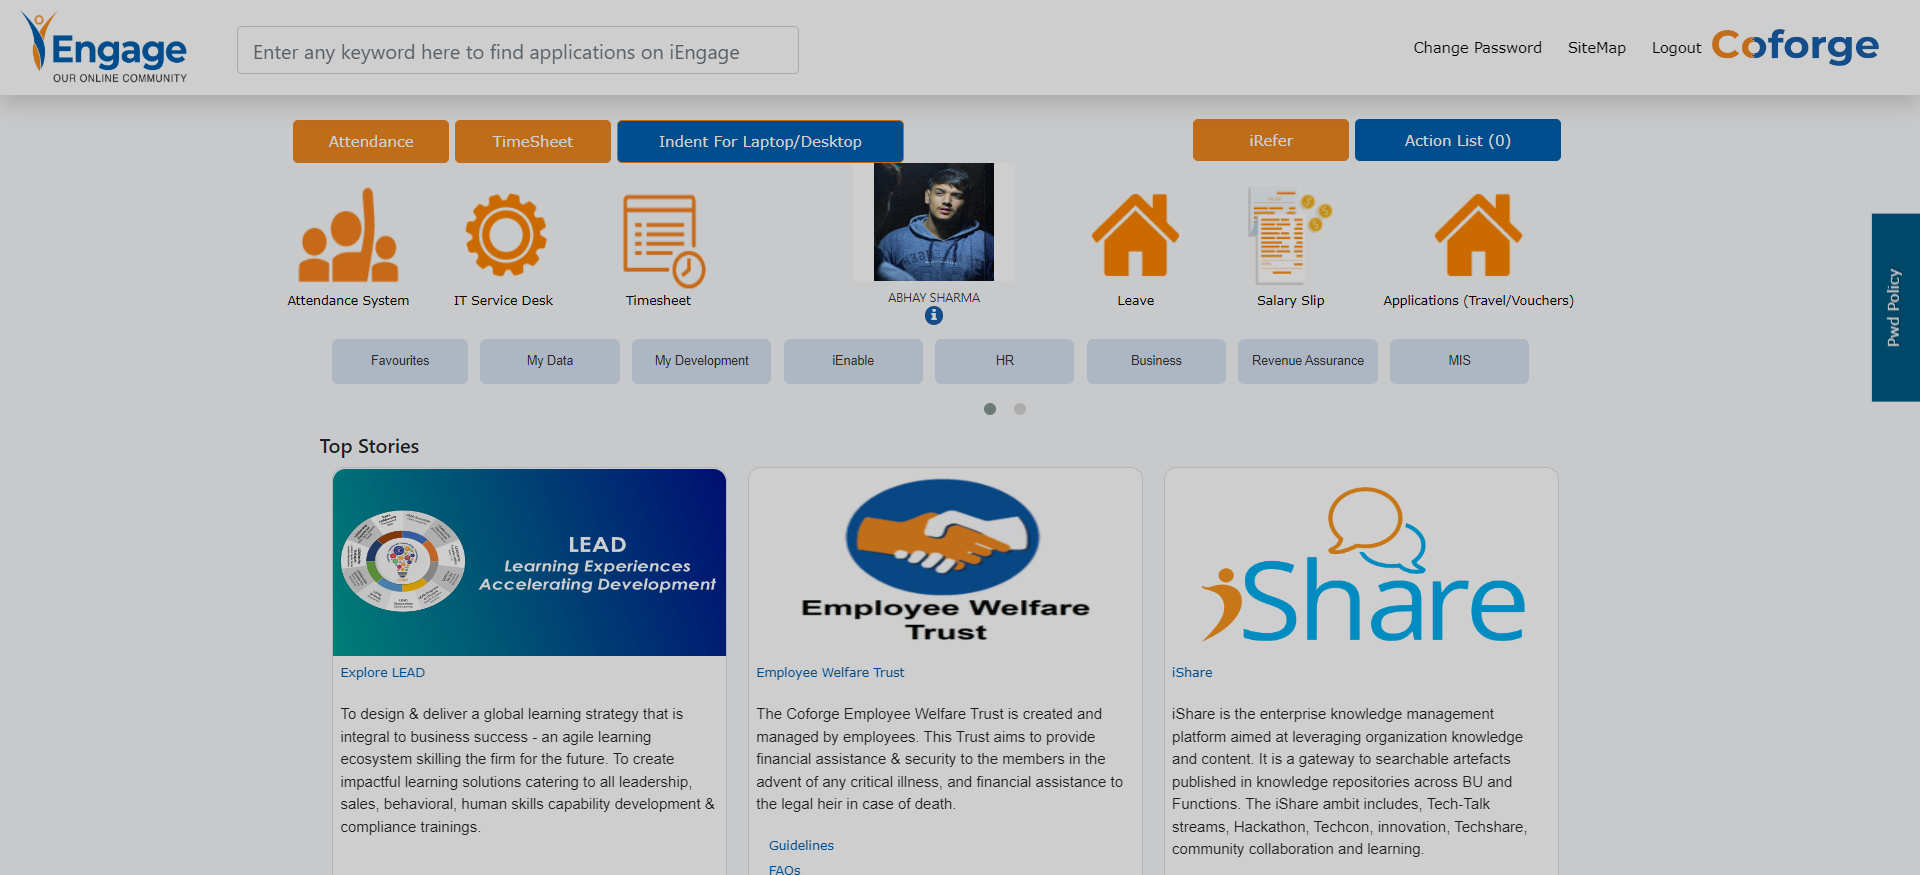 Engage
OUR ONLINE COMMUNITY
Enter any keyword here to find applications on iEngage
Change Password
SiteMap
Logout
Coforge
Attendance
TimeSheet
Indent For Laptop/Desktop
iRefer
Action List (0)
Attendance System
IT Service Desk
Timesheet
ABHAY SHARMA
Leave
Salary Slip
Applications (Travel/Vouchers)
Pwd Policy
Favourites
My Data
My Development
iEnable
HR
Business
Revenue Assurance
MIS
Top Stories
LEAD
Learning Experiences
Accelerating Development
Explore LEAD
To design & deliver a global learning strategy that is
integral to business success - an agile learning
ecosystem skilling the firm for the future. To create
impactful learning solutions catering to all leadership,
sales, behavioral, human skills capability development &
compliance trainings.
Employee Welfare
Trust
Employee Welfare Trust
The Coforge Employee Welfare Trust is created and
managed by employees. This Trust aims to provide
financial assistance & security to the members in the
advent of any critical illness, and financial assistance to
the legal heir in case of death.
Guidelines
FAQs
iShare
iShare
iShare is the enterprise knowledge management
platform aimed at leveraging organization knowledge
and content. It is a gateway to searchable artefacts
published in knowledge repositories across BU and
Functions. The iShare ambit includes, Tech-Talk
streams, Hackathon, Techcon, innovation, Techshare,
community collaboration and learning.